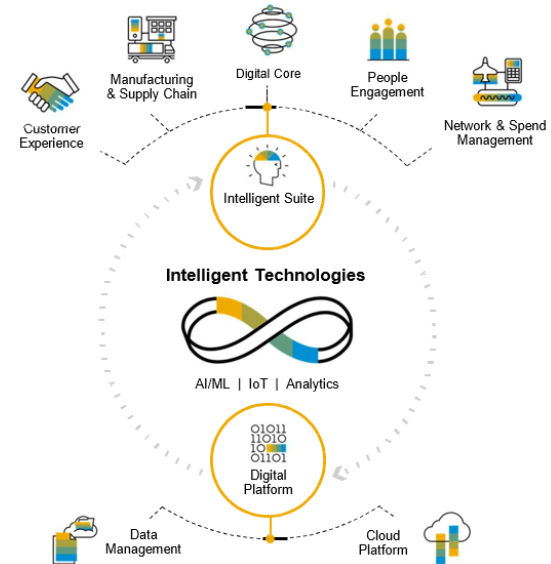 Digital Core
Manufacturing
& Supply Chain
People
Engagement
Customer
Experience
Network & Spend
Management
Intelligent Suite
Intelligent Technologies
AI/ML | IoT | Analytics
01011
11010
10
01101
Digital
Platform
Data
Management
Cloud
Platform